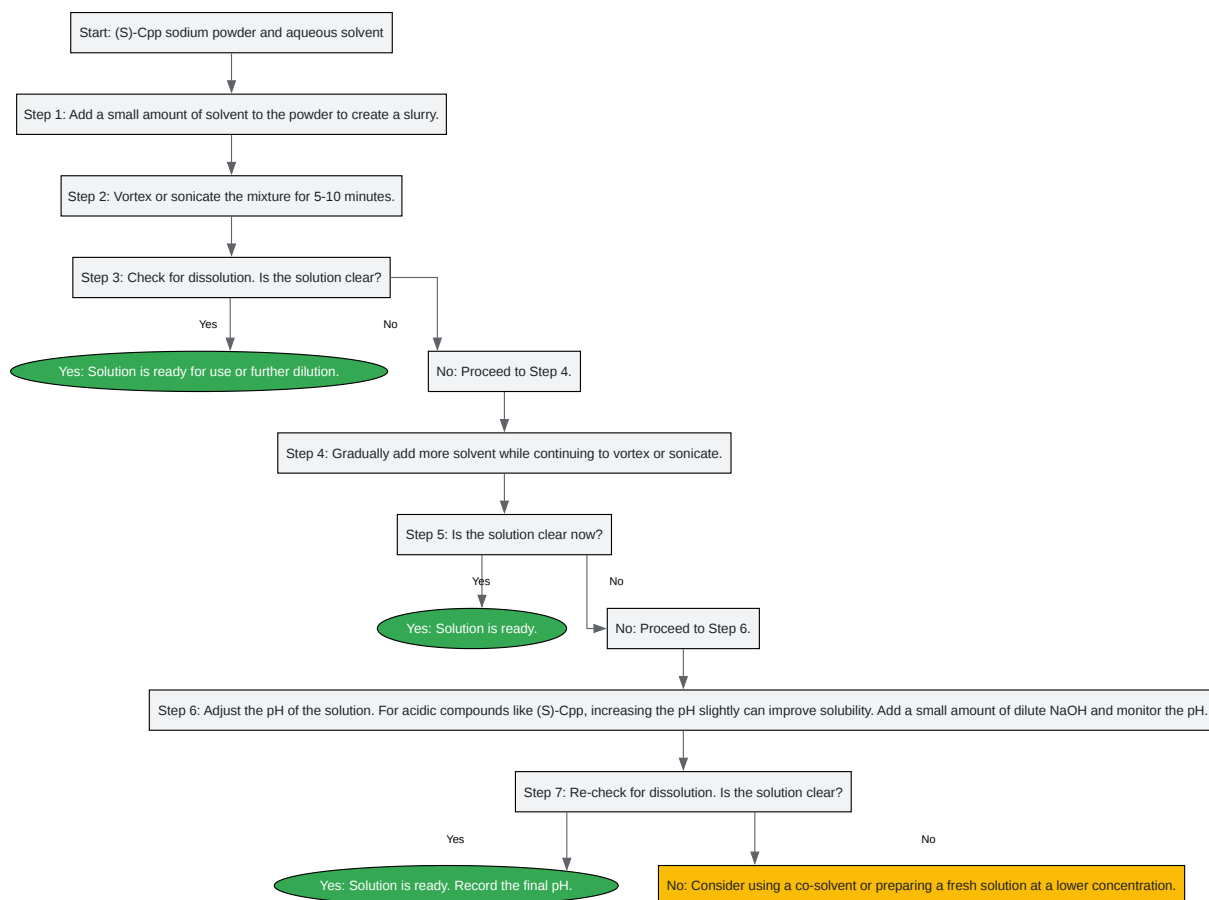 Start: (S)-Cpp sodium powder and aqueous solvent
Step 1: Add a small amount of solvent to the powder to create a slurry.
Step 2: Vortex or sonicate the mixture for 5-10 minutes.
Step 3: Check for dissolution. Is the solution clear?
Yes
No
Yes: Solution is ready for use or further dilution.
No: Proceed to Step 4.
Step 4: Gradually add more solvent while continuing to vortex or sonicate.
Step 5: Is the solution clear now?
Yes
No
Yes: Solution is ready.
No: Proceed to Step 6.
Step 6: Adjust the pH of the solution. For acidic compounds like (S)-Cpp, increasing the pH slightly can improve solubility. Add a small amount of dilute NaOH and monitor the pH.
Step 7: Re-check for dissolution. Is the solution clear?
Yes
No
Yes: Solution is ready. Record the final pH.
No: Consider using a co-solvent or preparing a fresh solution at a lower concentration.